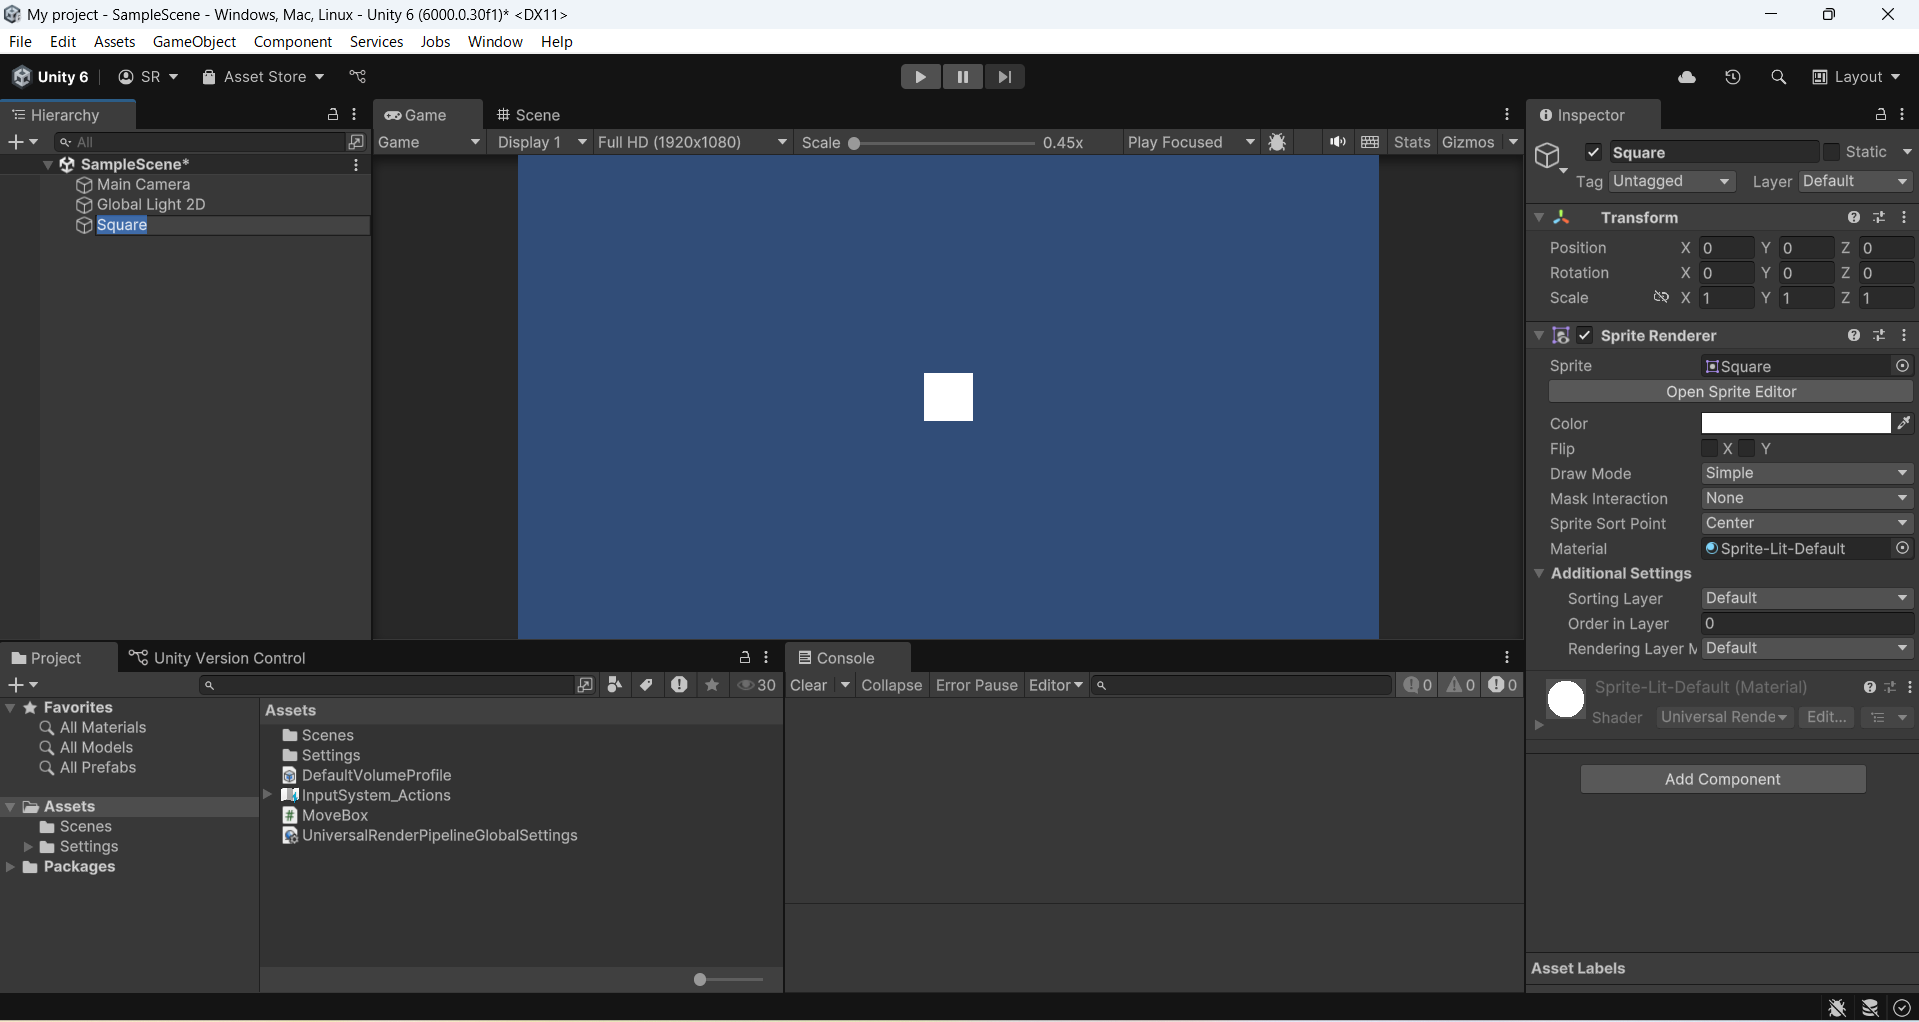 My project - SampleScene - Windows, Mac, Linux - Unity 6 (6000.0.30f1)* <DX11>
File Edit Assets GameObject Component Services Jobs Window Help
Unity 6 SR Asset Store Layout
Hierarchy
All
SampleScene*
Main Camera
Global Light 2D
Square
Game Scene
Game Display 1 Full HD (1920x1080) Scale 0.45x Play Focused Stats Gizmos
Inspector
Square Static
Tag Untagged Layer Default
Transform
Position X 0 Y 0 Z 0
Rotation X 0 Y 0 Z 0
Scale X 1 Y 1 Z 1
Sprite Renderer
Sprite Square
Open Sprite Editor
Color
Flip X Y
Draw Mode Simple
Mask Interaction None
Sprite Sort Point Center
Material Sprite-Lit-Default
Additional Settings
Sorting Layer Default
Order in Layer 0
Rendering Layer M Default
Sprite-Lit-Default (Material)
Shader Universal Rende Edit...
Add Component
Asset Labels
Project Unity Version Control
30
Favorites
All Materials
All Models
All Prefabs
Assets
Scenes
Settings
Packages
Assets
Scenes
Settings
DefaultVolumeProfile
InputSystem_Actions
MoveBox
UniversalRenderPipelineGlobalSettings
Console
Clear Collapse Error Pause Editor 0 0 0